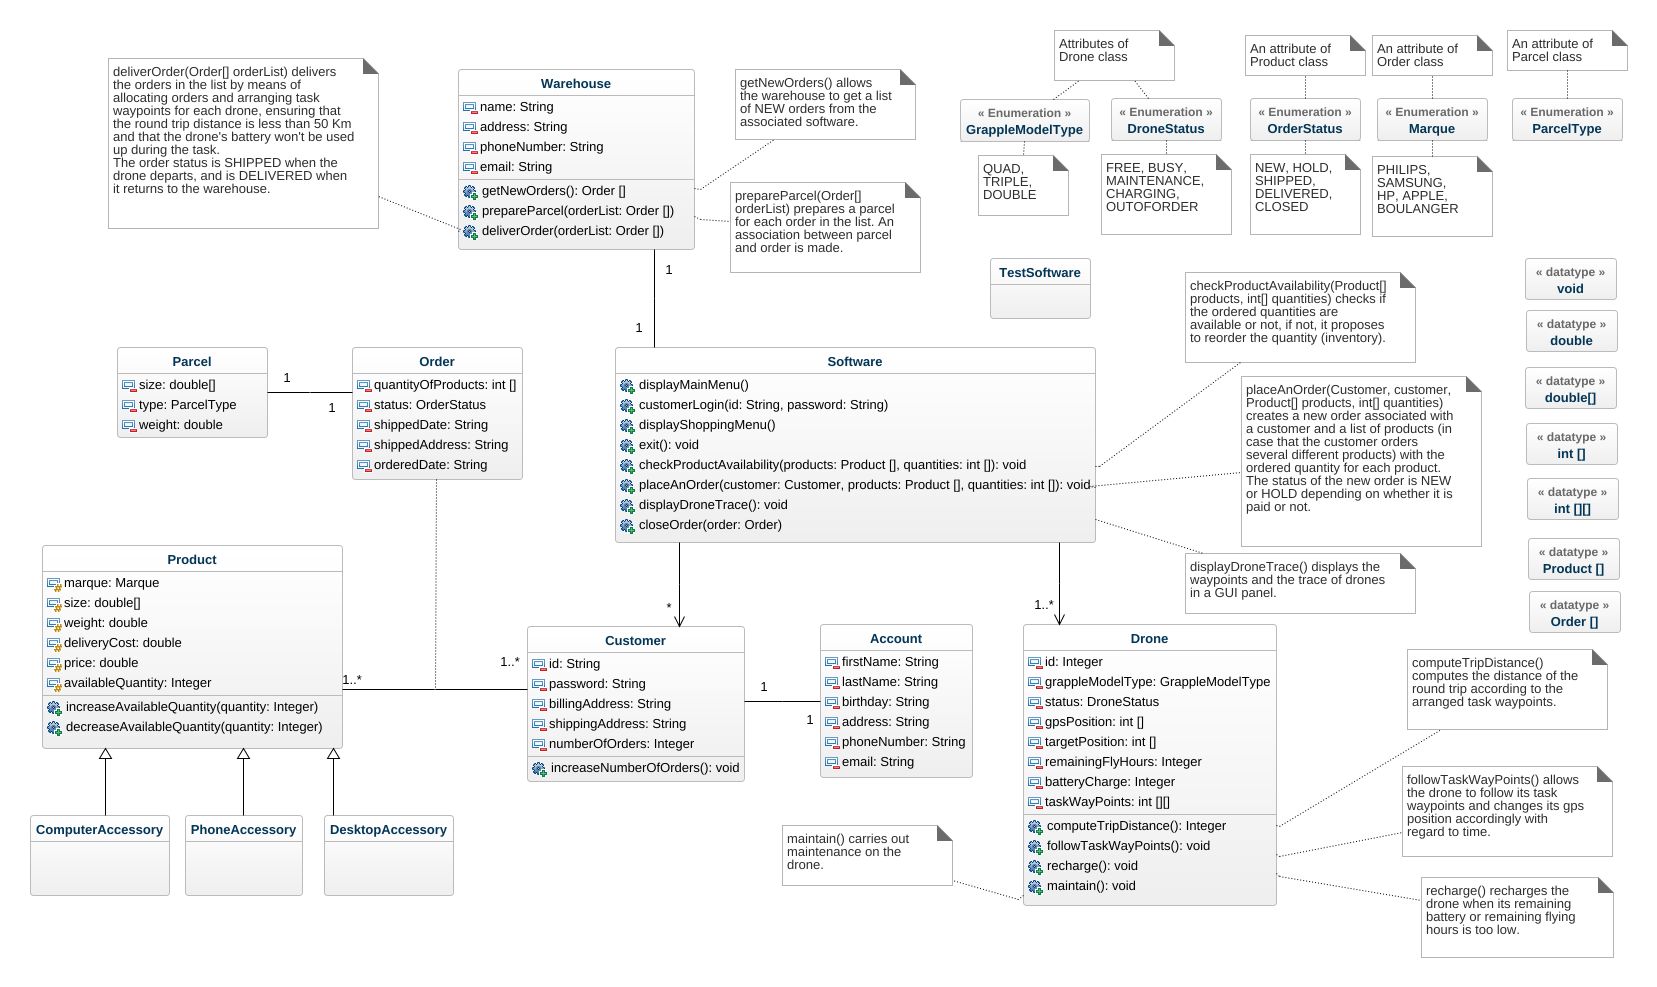 deliverOrder(Order[] orderList) delivers
the orders in the list by means of
allocating orders and arranging task
waypoints for each drone, ensuring that
the round trip distance is less than 50 Km
and that the drone's battery won't be used
up during the task.
The order status is SHIPPED when the
drone departs, and is DELIVERED when
it returns to the warehouse.
Warehouse
name: String
address: String
phoneNumber: String
email: String
getNewOrders(): Order []
prepareParcel(orderList: Order [])
deliverOrder(orderList: Order [])
getNewOrders() allows
the warehouse to get a list
of NEW orders from the
associated software.
prepareParcel(Order[]
orderList) prepares a parcel
for each order in the list. An
association between parcel
and order is made.
Attributes of
Drone class
An attribute of
Product class
An attribute of
Order class
An attribute of
Parcel class
« Enumeration »
GrappleModelType
« Enumeration »
DroneStatus
« Enumeration »
OrderStatus
« Enumeration »
Marque
« Enumeration »
ParcelType
QUAD,
TRIPLE,
DOUBLE
FREE, BUSY,
MAINTENANCE,
CHARGING,
OUTOFORDER
NEW, HOLD,
SHIPPED,
DELIVERED,
CLOSED
PHILIPS,
SAMSUNG,
HP, APPLE,
BOULANGER
1
1
TestSoftware
checkProductAvailability(Product[]
products, int[] quantities) checks if
the ordered quantities are
available or not, if not, it proposes
to reorder the quantity (inventory).
« datatype »
void
« datatype »
double
« datatype »
double[]
« datatype »
int []
« datatype »
int [][]
« datatype »
Product []
« datatype »
Order []
Parcel
size: double[]
type: ParcelType
weight: double
1
1
Order
quantityOfProducts: int []
status: OrderStatus
shippedDate: String
shippedAddress: String
orderedDate: String
Software
displayMainMenu()
customerLogin(id: String, password: String)
displayShoppingMenu()
exit(): void
checkProductAvailability(products: Product [], quantities: int []): void
placeAnOrder(customer: Customer, products: Product [], quantities: int []): void
displayDroneTrace(): void
closeOrder(order: Order)
placeAnOrder(Customer, customer,
Product[] products, int[] quantities)
creates a new order associated with
a customer and a list of products (in
case that the customer orders
several different products) with the
ordered quantity for each product.
The status of the new order is NEW
or HOLD depending on whether it is
paid or not.
displayDroneTrace() displays the
waypoints and the trace of drones
in a GUI panel.
Product
marque: Marque
size: double[]
weight: double
deliveryCost: double
price: double
availableQuantity: Integer
increaseAvailableQuantity(quantity: Integer)
decreaseAvailableQuantity(quantity: Integer)
1..*
1..*
*
1..*
Customer
id: String
password: String
billingAddress: String
shippingAddress: String
numberOfOrders: Integer
increaseNumberOfOrders(): void
1
1
Account
firstName: String
lastName: String
birthday: String
address: String
phoneNumber: String
email: String
Drone
id: Integer
grappleModelType: GrappleModelType
status: DroneStatus
gpsPosition: int []
targetPosition: int []
remainingFlyHours: Integer
batteryCharge: Integer
taskWayPoints: int [][]
computeTripDistance(): Integer
followTaskWayPoints(): void
recharge(): void
maintain(): void
computeTripDistance()
computes the distance of the
round trip according to the
arranged task waypoints.
followTaskWayPoints() allows
the drone to follow its task
waypoints and changes its gps
position accordingly with
regard to time.
recharge() recharges the
drone when its remaining
battery or remaining flying
hours is too low.
maintain() carries out
maintenance on the
drone.
ComputerAccessory
PhoneAccessory
DesktopAccessory